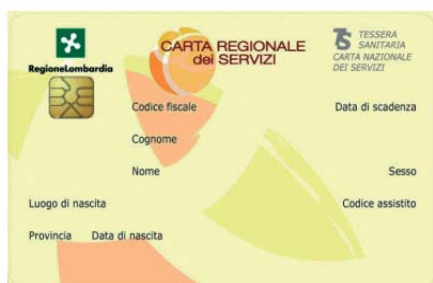 RegioneLombardia
CARTA REGIONALE
dei SERVIZI
TS TESSERA
SANITARIA
CARTA NAZIONALE
DEI SERVIZI
Codice fiscale
Data di scadenza
Cognome
Nome
Sesso
Luogo di nascita
Codice assistito
Provincia
Data di nascita